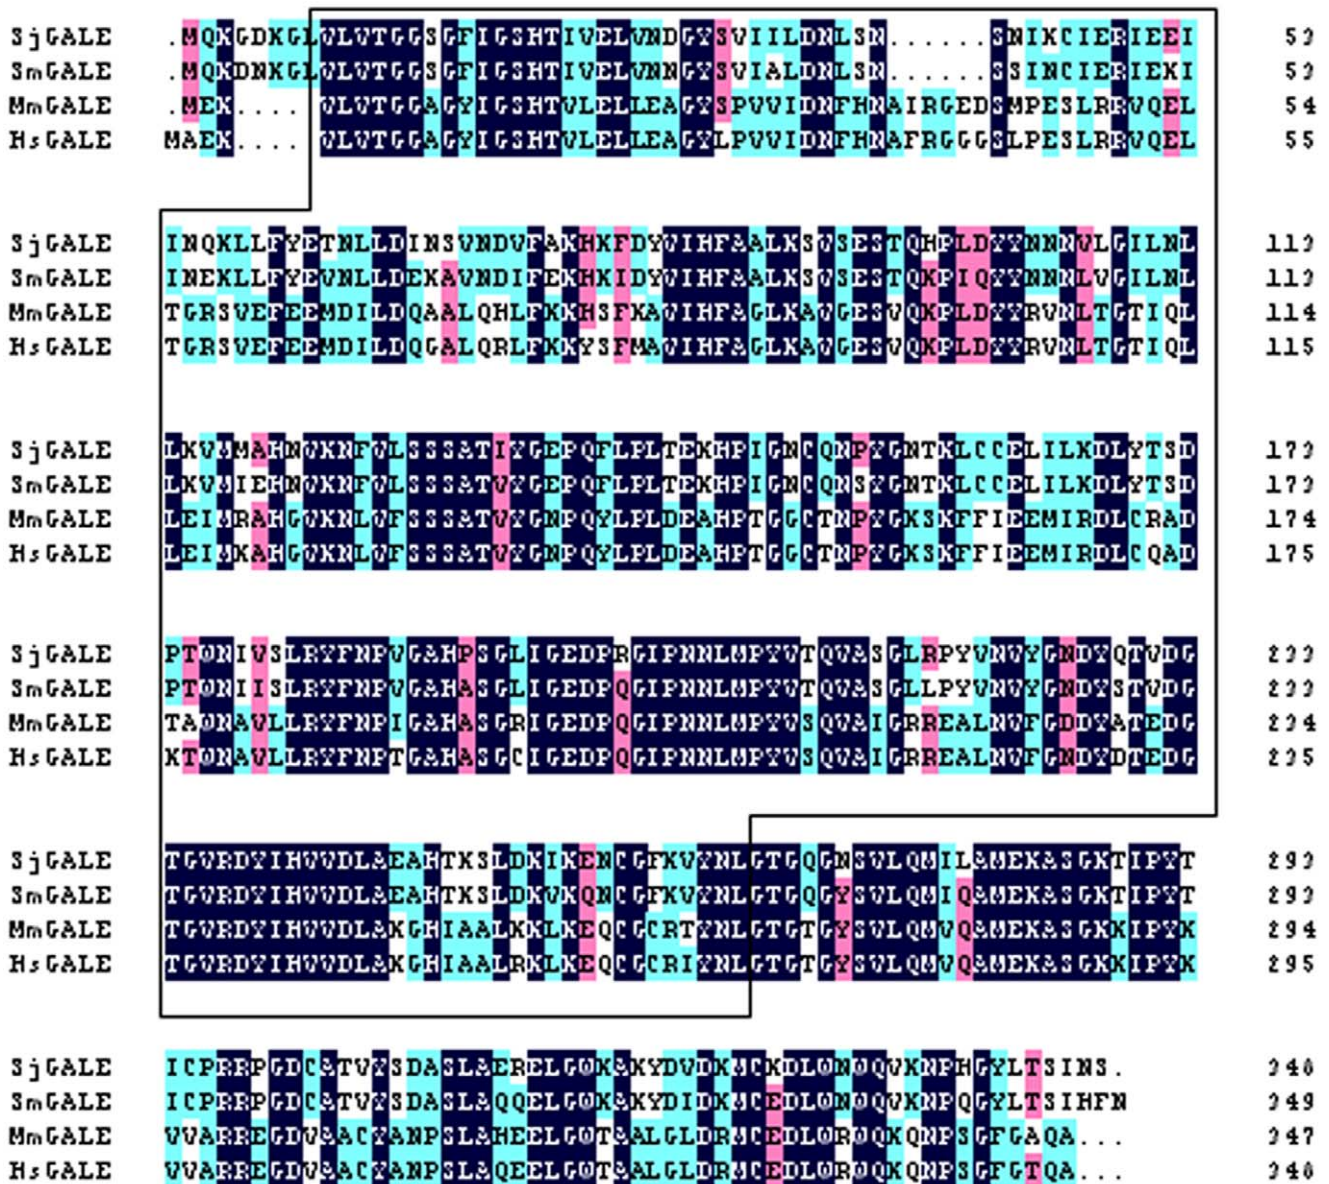 SjGALE .MQKGDKGLVLVTGGSGFIGSHTIVELVNDGYSVIILDNLSN......SNIKCIERIEEI 53
SmGALE .MQKDNKGLVLVTGGSGFIGSHTIVELVNNGYSVIALDNLSN......SSINCIERIEKI 53
MmGALE .MEK.....VLVTGGAGYIGSHTVLELLEAGYSPVVIDNFHNAIRGEDSMPESLRRVQEL 54
HsGALE MAEK.....VLVTGGAGYIGSHTVLELLEAGYLPVVIDNFHNAFRGGGSLPESLRRVQEL 55
SjGALE INQKLLFYETNLLDINSVNDVFAKHKFDYVIHFAALKSVSESTQHPLDYYNNNVLGILNL 113
SmGALE INEKLLFYEVNLLDEKAVNDIFEKHKIDYVIHFAALKSVSESTQKPIQYYNNNLVGILNL 113
MmGALE TGRSVEFEEMDILDQAALQHLFKKHSFKAVIHFAGLKAVGESVQKPLDYYRVNLTGTIQL 114
HsGALE TGRSVEFEEMDILDQGALQRLFKKYSFMAVIHFAGLKAVGESVQKPLDYYRVNLTGTIQL 115
SjGALE LKVMMAHNVKNFVLSSSATIYGEPQFLPLTEKHPIGNCQNPYGNTKLCCELILKDLYTSD 173
SmGALE LKVMIEHNVKNFVLSSSATVYGEPQFLPLTEKHPIGNCQNSYGNTKLCCELILKDLYTSD 173
MmGALE LEIMRAHGVKNLVFSSSATVYGNPQYLPLDEAHPTGGCTNPYGKSKFFIEEMIRDLCRAD 174
HsGALE LEIMKAHGVKNLVFSSSATVYGNPQYLPLDEAHPTGGCTNPYGKSKFFIEEMIRDLCQAD 175
SjGALE PTWNIVSLRYFNPVGAHPSGLIGEDPRGIPNNLMPYVTQVASGLRPYVNVYGNDYQTVDG 233
SmGALE PTWNIISLRYFNPVGAHASGLIGEDPQGIPNNLMPYVTQVASGLLPYVNVYGNDYSTVDG 233
MmGALE TAWNAVLLRYFNPIGAHASGRIGEDPQGIPNNLMPYVSQVAIGRREALNVFGDDYATEDG 234
HsGALE KTWNAVLLRYFNPTGAHASGCIGEDPQGIPNNLMPYVSQVAIGRREALNVFGNDYDTEDG 235
SjGALE TGVRDYIHVVDLAEAHTKSLDKIKENCGFKVYNLGTGQGNSVLQMILAMEKASGKTIPYT 293
SmGALE TGVRDYIHVVDLAEAHTKSLDKVKQNCGFKVYNLGTGQGYSVLQMIQAMEKASGKTIPYT 293
MmGALE TGVRDYIHVVDLAKGHIAALKKLKEQCGCRTYNLGTGTGYSVLQMVQAMEKASGKKIPYK 294
HsGALE TGVRDYIHVVDLAKGHIAALRKLKEQCGCRIYNLGTGTGYSVLQMVQAMEKASGKKIPYK 295
SjGALE ICPRRPGDCATVYSDASLAERELGWKAKYDVDKMCKDLWNWQVKNPHGYLTSINS. 348
SmGALE ICPRRPGDCATVYSDASLAQQELGWKAKYDIDKMCEDLWNWQVKNPQGYLTSIHFN 349
MmGALE VVARREGDVAACYANPSLAHEELGWTAALGLDRMCEDLWRWQKQNPSGFGAQA... 347
HsGALE VVARREGDVAACYANPSLAQEELGWTAALGLDRMCEDLWRWQKQNPSGFGTQA... 348